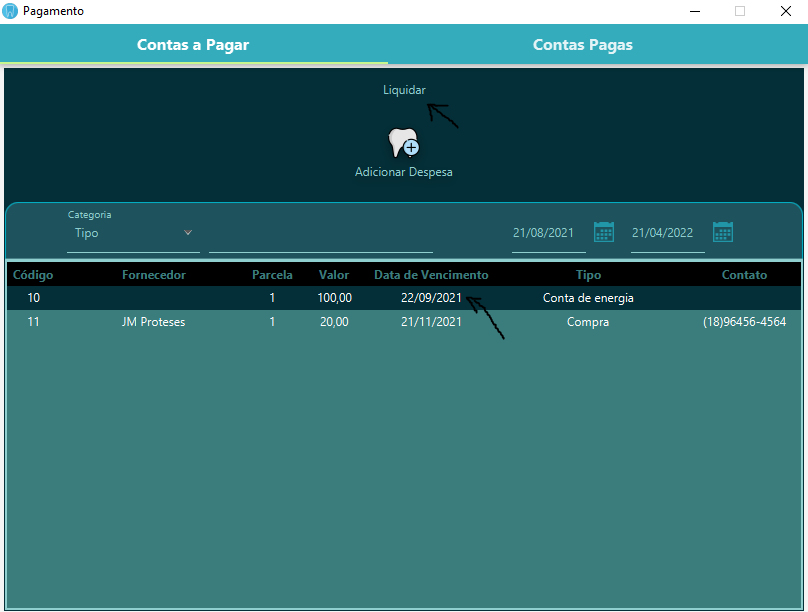 Pagamento
Contas a Pagar Contas Pagas
Liquidar
Adicionar Despesa
Categoria
Tipo 21/08/2021 21/04/2022
Código Fornecedor Parcela Valor Data de Vencimento Tipo Contato
10 1 100,00 22/09/2021 Conta de energia
11 JM Proteses 1 20,00 21/11/2021 Compra (18)96456-4564